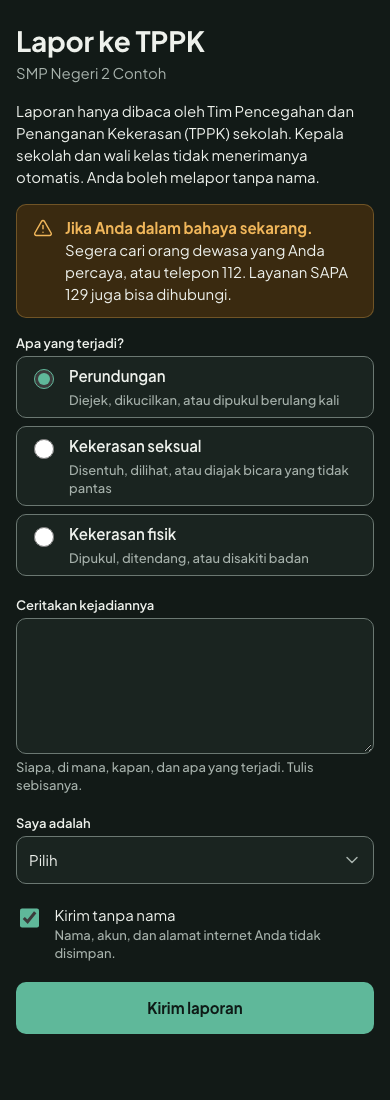 Lapor ke TPPK
SMP Negeri 2 Contoh
Laporan hanya dibaca oleh Tim Pencegahan dan
Penanganan Kekerasan (TPPK) sekolah. Kepala
sekolah dan wali kelas tidak menerimanya
otomatis. Anda boleh melapor tanpa nama.
Jika Anda dalam bahaya sekarang.
Segera cari orang dewasa yang Anda
percaya, atau telepon 112. Layanan SAPA
129 juga bisa dihubungi.
Apa yang terjadi?
Perundungan
Diejek, dikucilkan, atau dipukul berulang kali
Kekerasan seksual
Disentuh, dilihat, atau diajak bicara yang tidak
pantas
Kekerasan fisik
Dipukul, ditendang, atau disakiti badan
Ceritakan kejadiannya
Siapa, di mana, kapan, dan apa yang terjadi. Tulis
sebisanya.
Saya adalah
Pilih
Kirim tanpa nama
Nama, akun, dan alamat internet Anda tidak
disimpan.
Kirim laporan